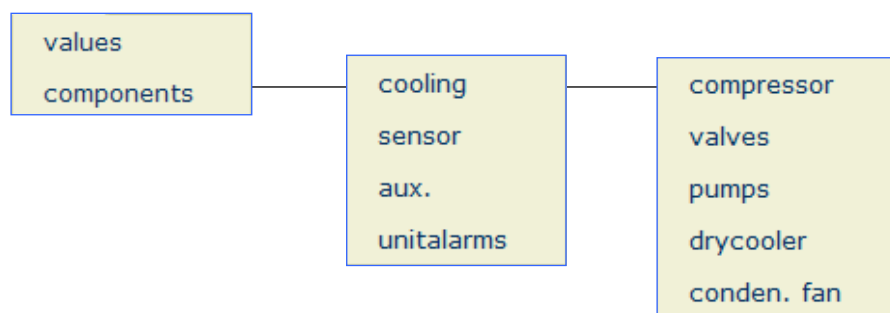 values
components
cooling
sensor
aux.
unitalarms
compressor
valves
pumps
drycooler
conden. fan